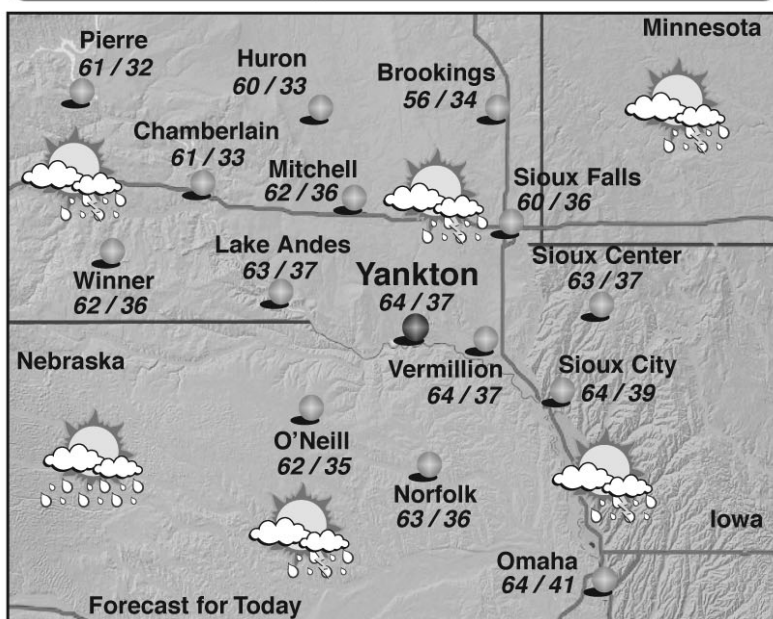 Pierre
61 / 32
Huron
60 / 33
Brookings
56 / 34
Minnesota
Chamberlain
61 / 33
Mitchell
62 / 36
Sioux Falls
60 / 36
Winner
62 / 36
Lake Andes
63 / 37
Yankton
64 / 37
Sioux Center
63 / 37
Nebraska
Vermillion
64 / 37
Sioux City
64 / 39
O'Neill
62 / 35
Norfolk
63 / 36
Iowa
Omaha
64 / 41
Forecast for Today